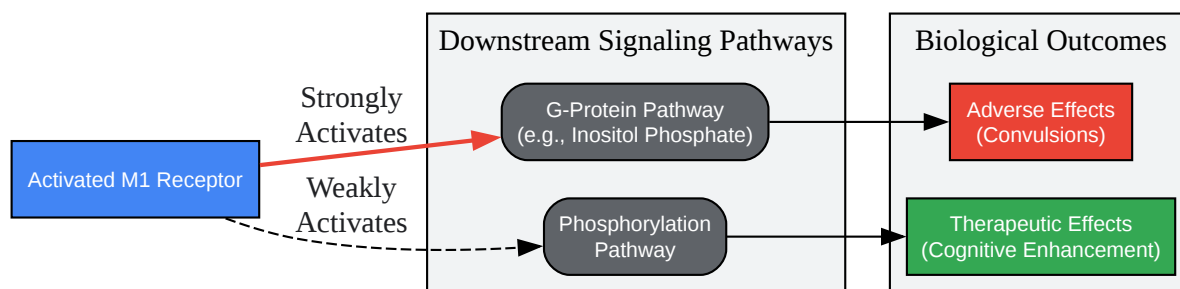 Downstream Signaling Pathways
Biological Outcomes
Strongly
Activates
G-Protein Pathway
(e.g., Inositol Phosphate)
Adverse Effects
(Convulsions)
Activated M1 Receptor
Weakly
Activates
Phosphorylation
Pathway
Therapeutic Effects
(Cognitive Enhancement)